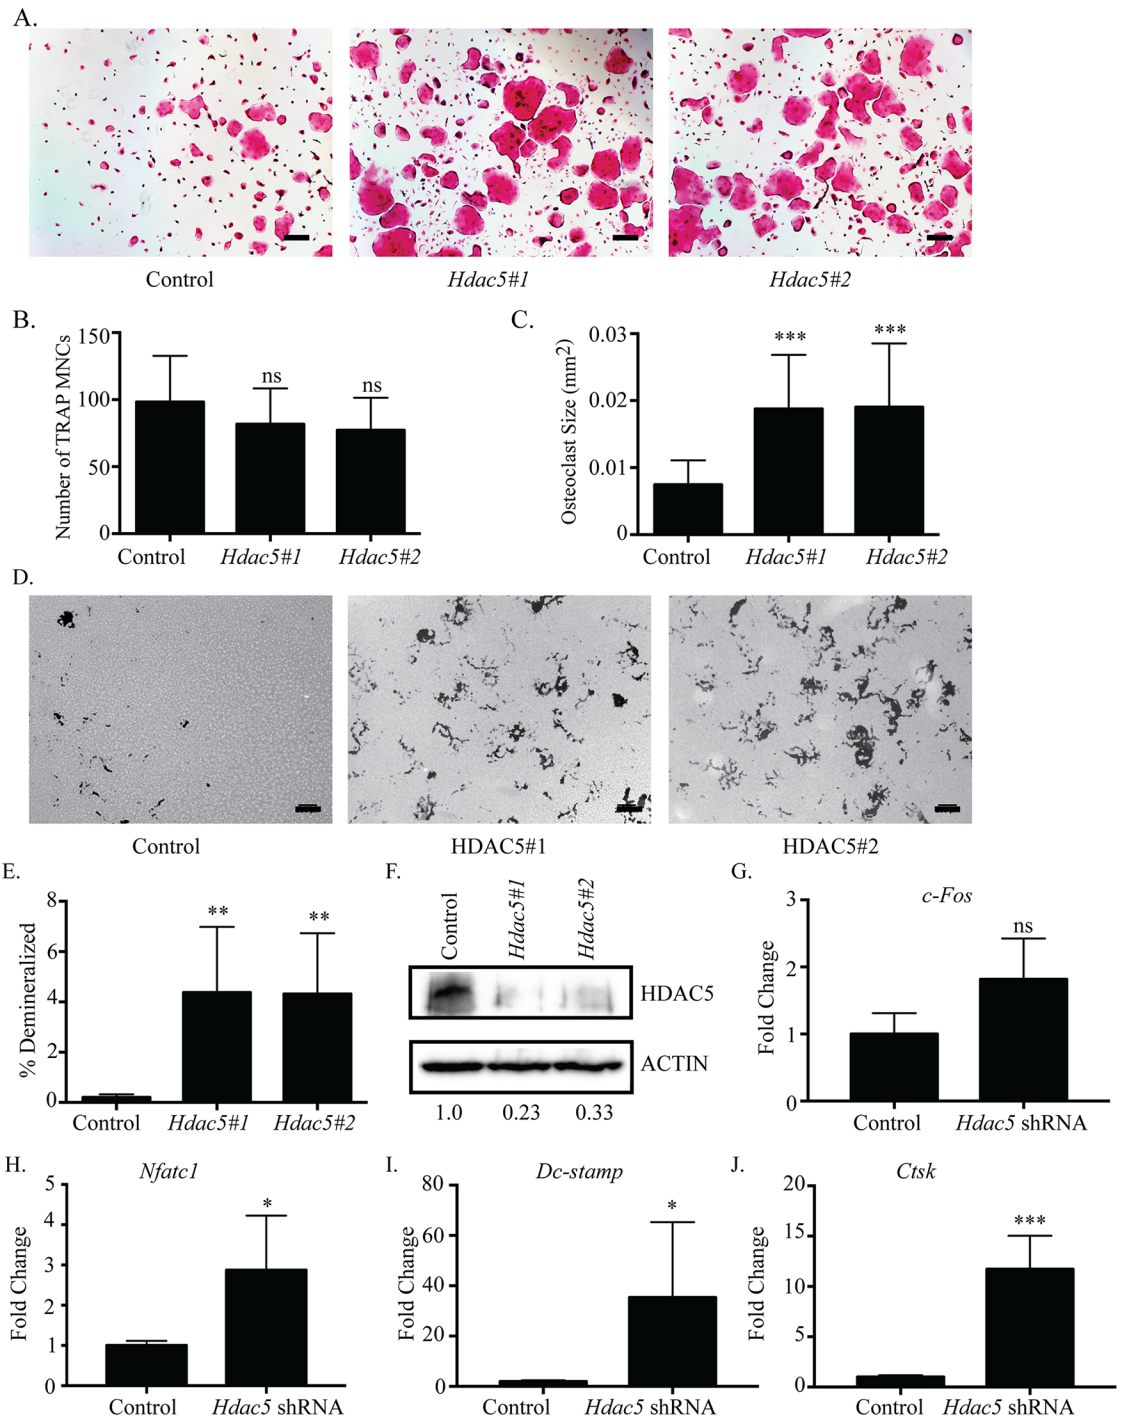 A.
Control
Hdac5#1
Hdac5#2
B.
Number of TRAP MNCs
150
100
50
0
ns
ns
Control
Hdac5#1
Hdac5#2
C.
Osteoclast Size (mm2)
0.03
0.02
0.01
0
***
***
Control
Hdac5#1
Hdac5#2
D.
Control
HDAC5#1
HDAC5#2
E.
% Demineralized
8
6
4
2
0
**
**
Control
Hdac5#1
Hdac5#2
F.
Control
Hdac5#1
Hdac5#2
HDAC5
ACTIN
1.0 0.23 0.33
G.
c-Fos
Fold Change
3
2
1
0
ns
Control
Hdac5 shRNA
H.
Nfatc1
Fold Change
5
4
3
2
1
0
*
Control
Hdac5 shRNA
I.
Dc-stamp
Fold Change
80
60
40
20
0
*
Control
Hdac5 shRNA
J.
Ctsk
Fold Change
20
15
10
5
0
***
Control
Hdac5 shRNA